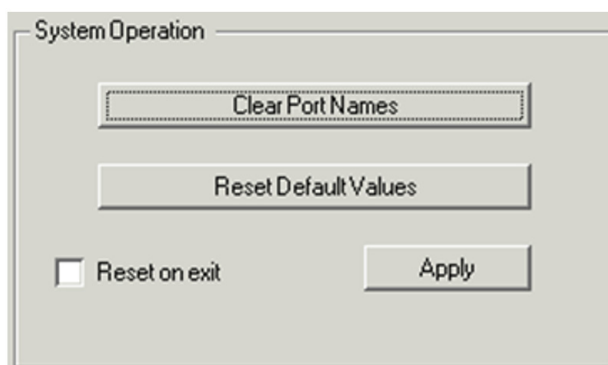 System Operation
Clear Port Names
Reset Default Values
Reset on exit
Apply